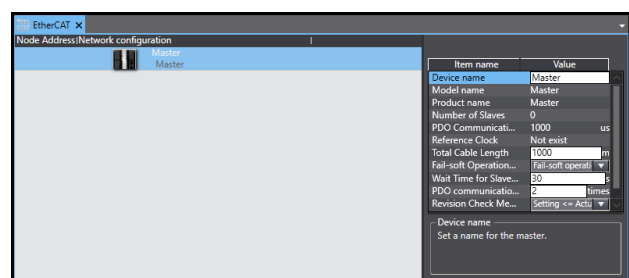 EtherCAT ×
Node Address|Network configuration
Master
Master
Item name Value
Device name Master
Model name Master
Product name Master
Number of Slaves 0
PDO Communicati... 1000 us
Reference Clock Not exist
Total Cable Length 1000 m
Fail-soft Operation... Fail-soft operati
Wait Time for Slave... 30 s
PDO communicatio... 2 times
Revision Check Me... Setting <= Actu
Device name
Set a name for the master.